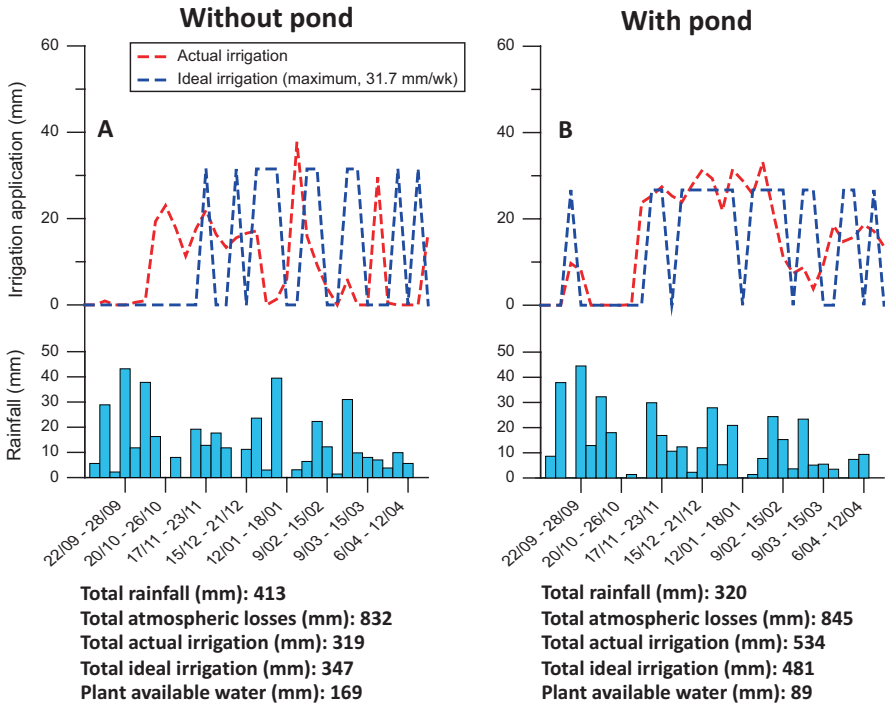 Without pond
With pond
Irrigation application (mm)
60
40
20
0
Actual irrigation
Ideal irrigation (maximum, 31.7 mm/wk)
A
60
40
20
0
B
Rainfall (mm)
50
40
30
20
10
0
50
40
30
20
10
0
22/09 - 28/09
20/10 - 26/10
17/11 - 23/11
15/12 - 21/12
12/01 - 18/01
9/02 - 15/02
9/03 - 15/03
6/04 - 12/04
22/09 - 28/09
20/10 - 26/10
17/11 - 23/11
15/12 - 21/12
12/01 - 18/01
9/02 - 15/02
9/03 - 15/03
6/04 - 12/04
Total rainfall (mm): 413
Total atmospheric losses (mm): 832
Total actual irrigation (mm): 319
Total ideal irrigation (mm): 347
Plant available water (mm): 169
Total rainfall (mm): 320
Total atmospheric losses (mm): 845
Total actual irrigation (mm): 534
Total ideal irrigation (mm): 481
Plant available water (mm): 89